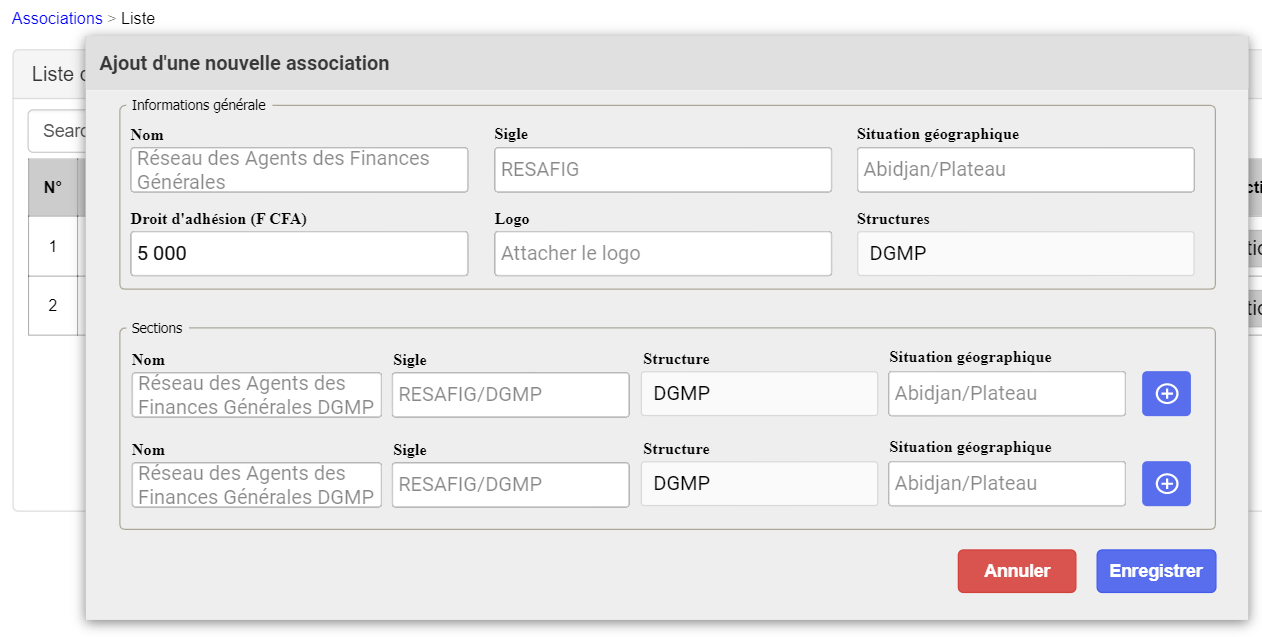 Associations > Liste
Liste
Ajout d'une nouvelle association
Informations générale
Nom
Sigle
Situation géographique
Réseau des Agents des Finances
Générales
RESAFIG
Abidjan/Plateau
Droit d'adhésion (F CFA)
Logo
Structures
5 000
Attacher le logo
DGMP
Sections
Nom
Sigle
Structure
Situation géographique
Réseau des Agents des
Finances Générales DGMP
RESAFIG/DGMP
DGMP
Abidjan/Plateau
Nom
Sigle
Structure
Situation géographique
Réseau des Agents des
Finances Générales DGMP
RESAFIG/DGMP
DGMP
Abidjan/Plateau
Annuler
Enregistrer
N°
1
2